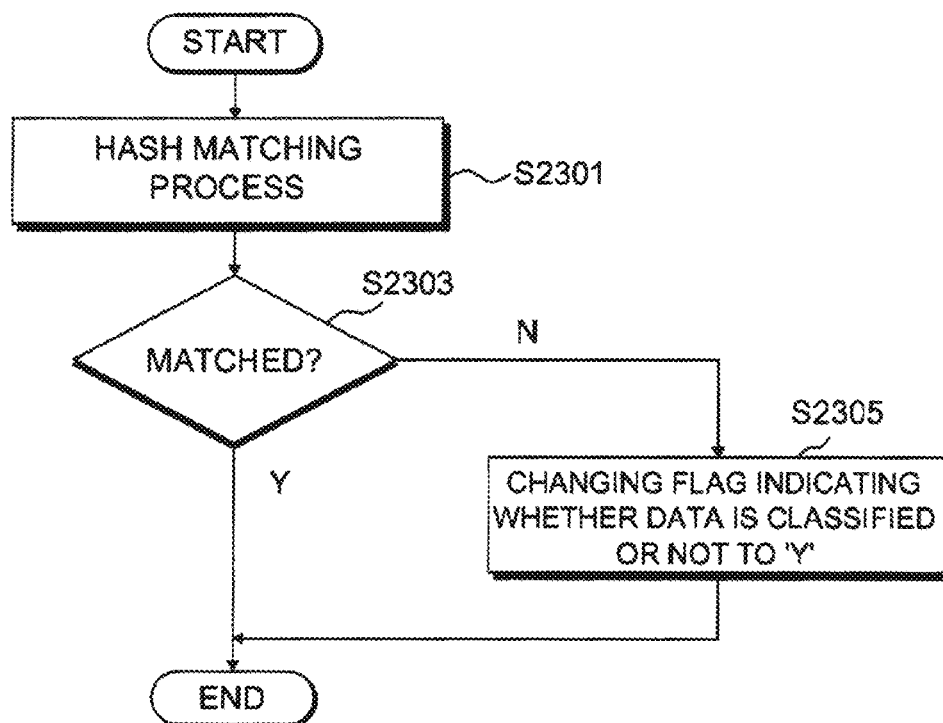 START
HASH MATCHING
PROCESS
S2301
S2303
MATCHED?
N
Y
S2305
CHANGING FLAG INDICATING
WHETHER DATA IS CLASSIFIED
OR NOT TO 'Y'
END